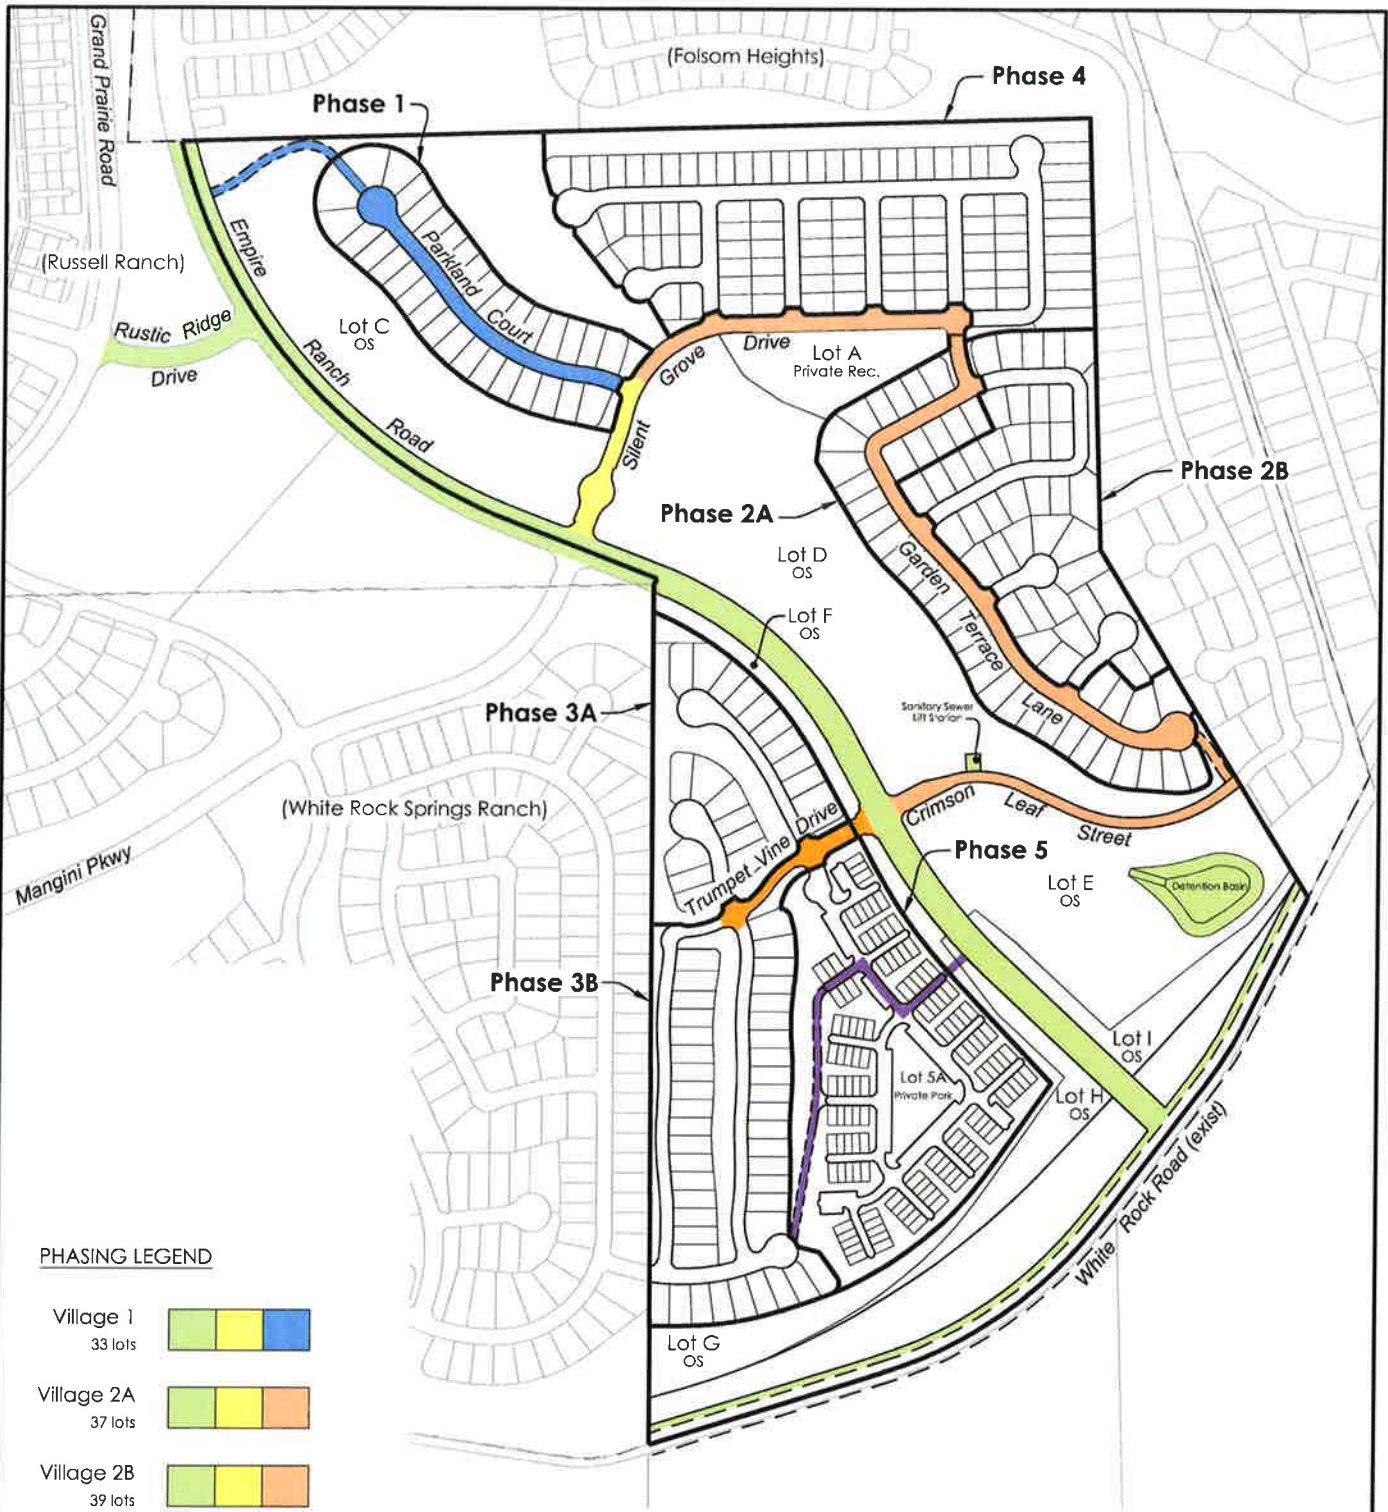 (Folsom Heights)
Grand Prairie Road
Phase 4
Phase 1
(Russell Ranch)
Empire
Ranch
Road
Parkland
Court
Lot C
OS
Rustic Ridge
Drive
Silent
Grove
Drive
Lot A
Private Rec.
Phase 2B
Phase 2A
Lot D
OS
Garden
Terrace
Lane
Lot F
OS
Phase 3A
Sanitary Sewer
Lift Station
(White Rock Springs Ranch)
Mangini Pkwy
Trumpet Vine Drive
Crimson
Leaf
Street
Phase 5
Lot E
OS
Detention Basin
Phase 3B
Lot I
OS
Lot 5A
Private Park
Lot H
OS
White Rock Road (exist)
Lot G
OS
PHASING LEGEND
Village 1
33 lots
Village 2A
37 lots
Village 2B
39 lots